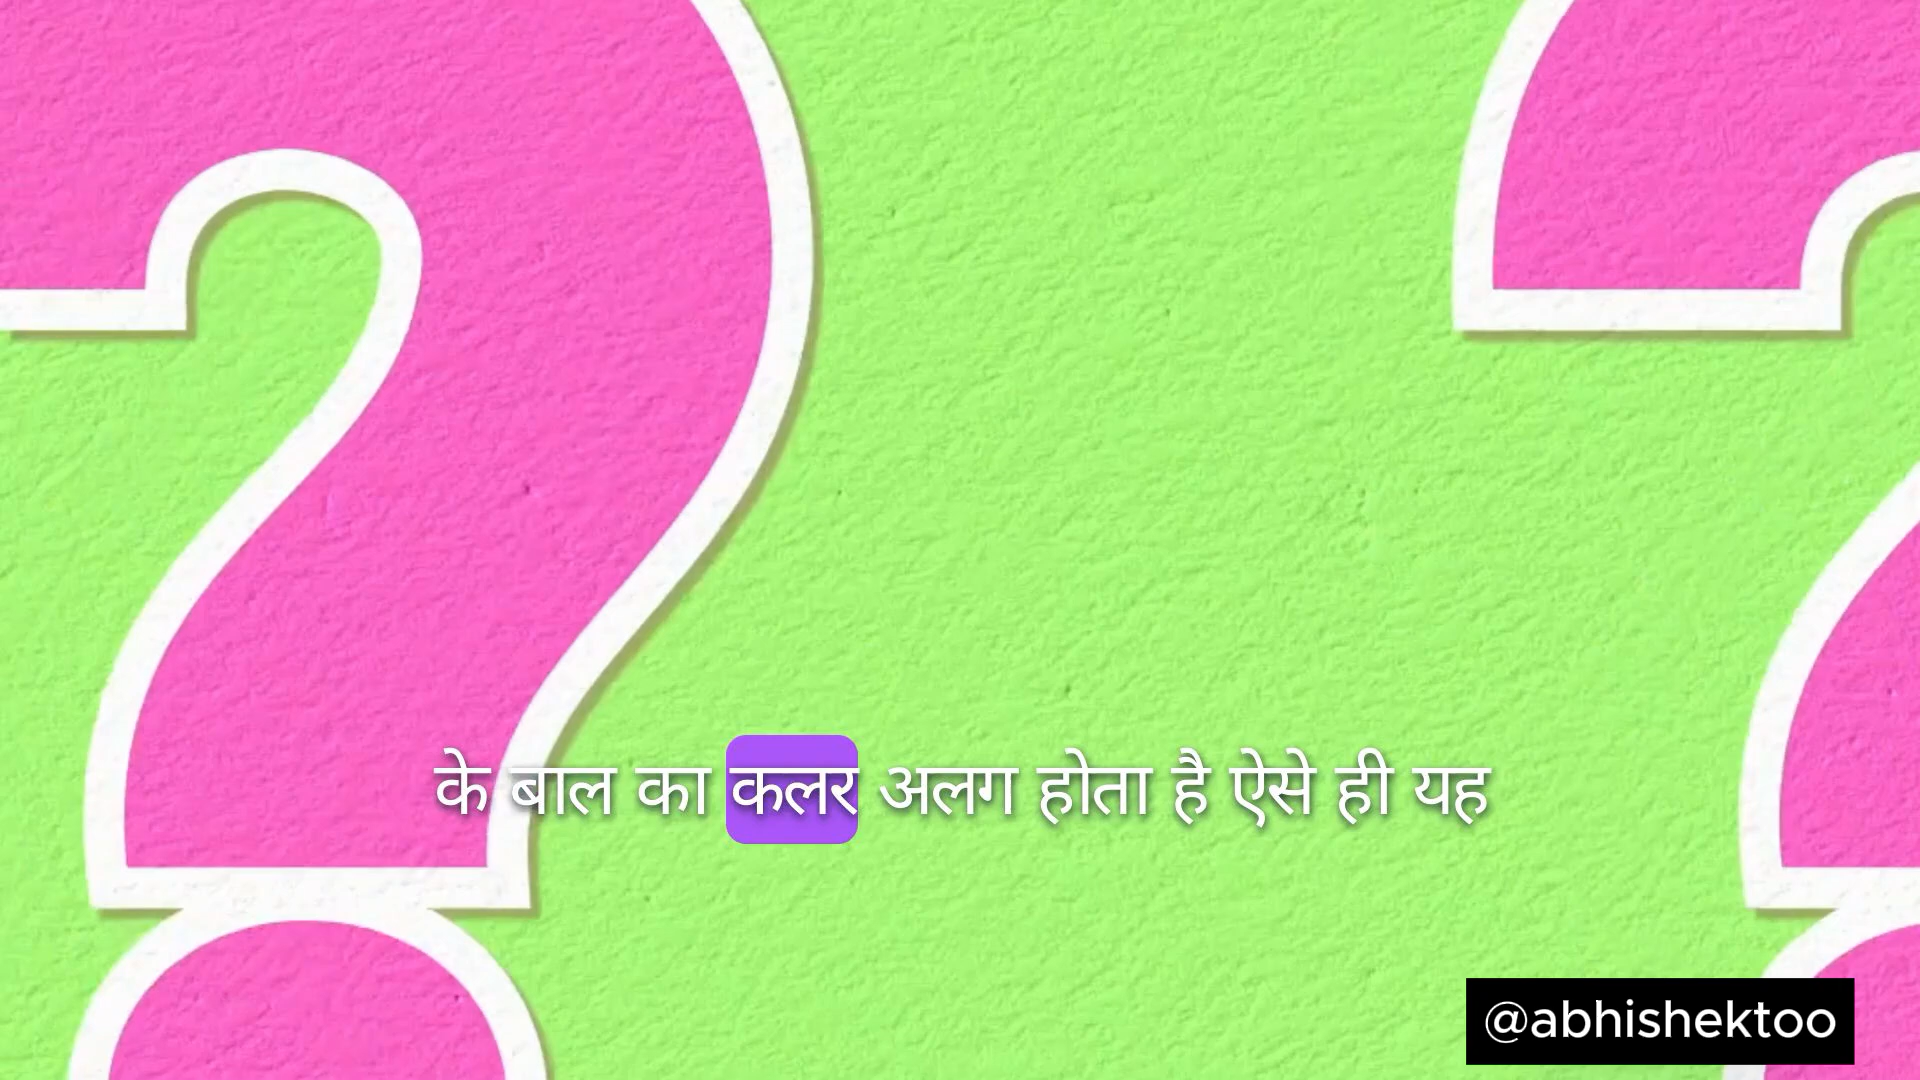 के बाल का कलर अलग होता है ऐसे ही यह
@abhishektoo